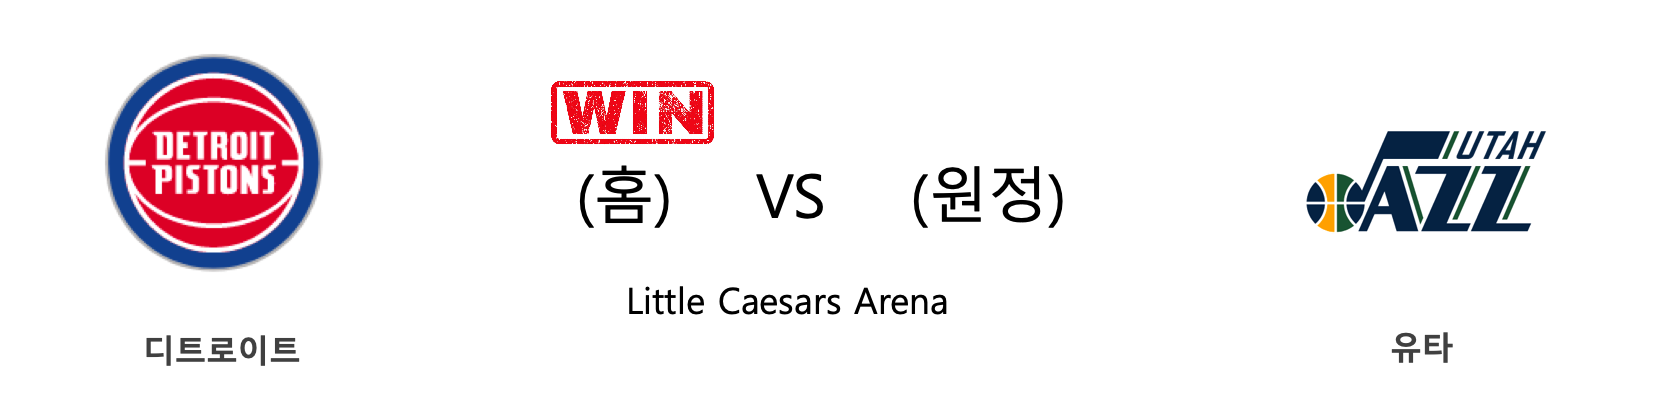 DETROIT
PISTONS
WIN
(홈) VS (원정)
UTAH
JAZZ
Little Caesars Arena
디트로이트
유타